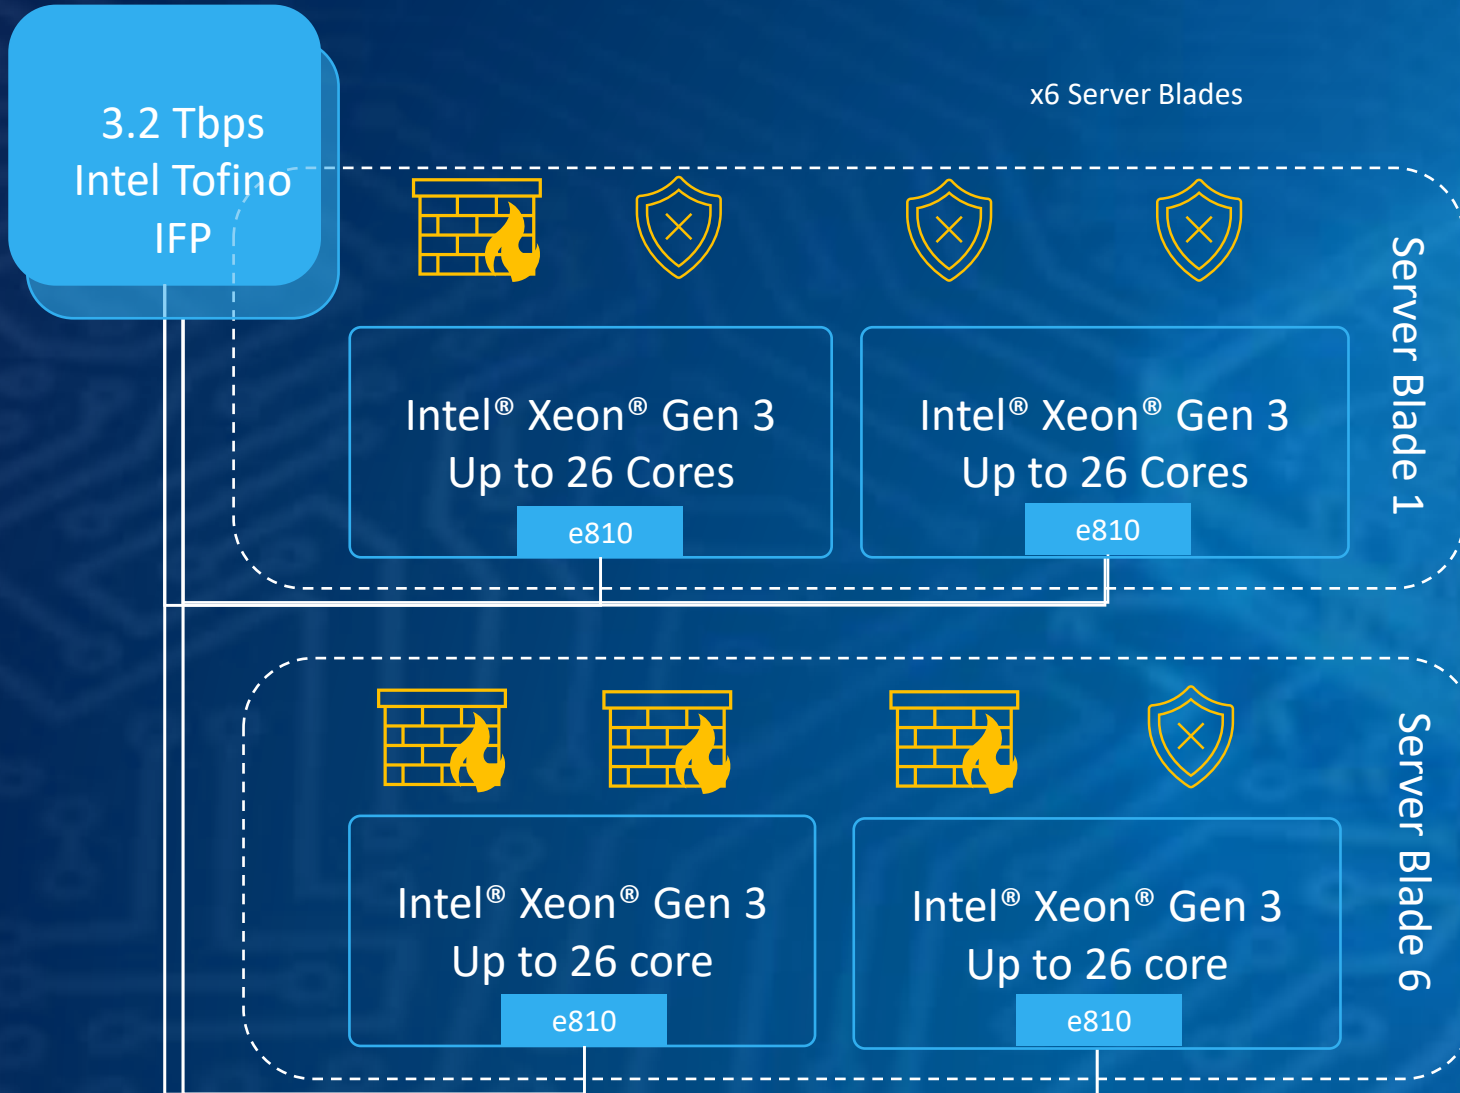 3.2 Tbps
Intel Tofino
IFP
x6 Server Blades
Intel® Xeon® Gen 3
Up to 26 Cores
e810
Intel® Xeon® Gen 3
Up to 26 Cores
e810
Server Blade 1
Intel® Xeon® Gen 3
Up to 26 core
e810
Intel® Xeon® Gen 3
Up to 26 core
e810
Server Blade 6